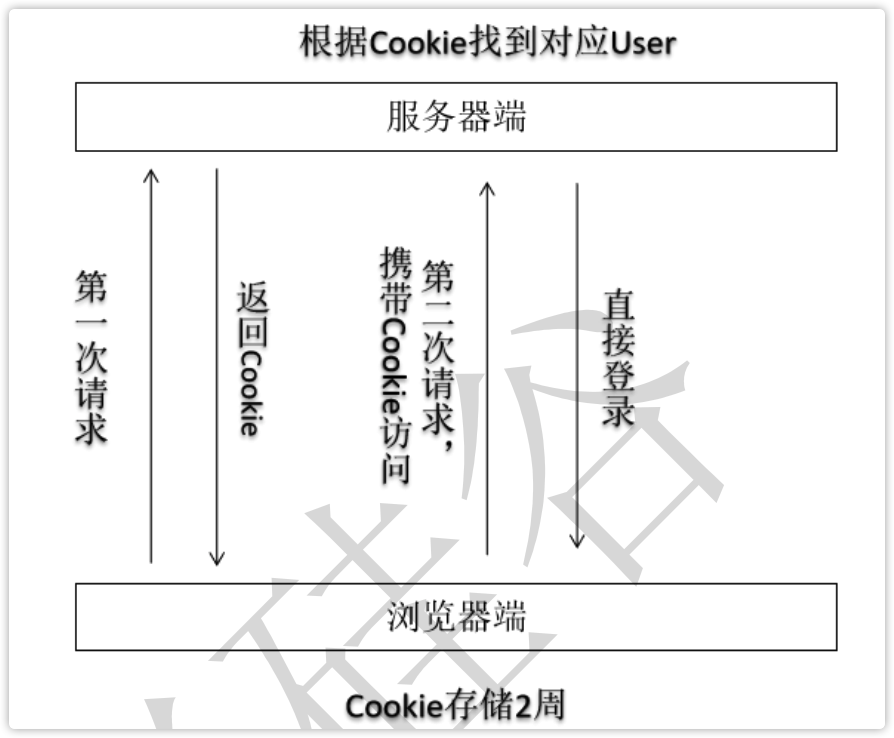 根据Cookie找到对应User
服务器端
第一次请求
返回Cookie
第二次请求，
携带Cookie访问
直接登录
浏览器端
Cookie存储2周
硅谷